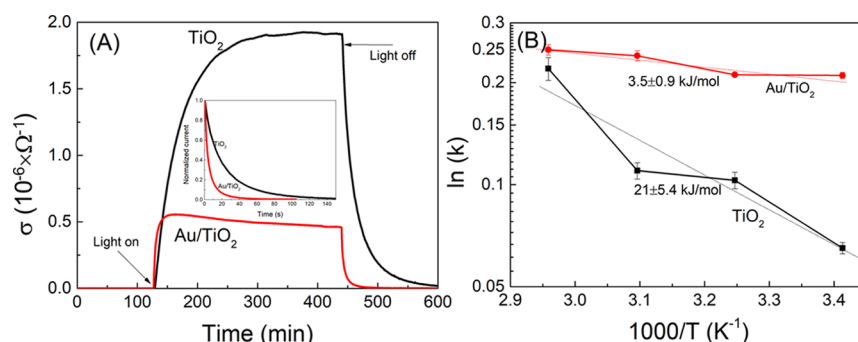 (A)
TiO₂
Light off
2.0
1.5
1.0
0.5
0.0
σ (10⁻⁶×Ω⁻¹)
1.0
0.8
0.6
0.4
0.2
0.0
Normalized current
TiO₂
Au/TiO₂
0 20 40 60 80 100 120 140
Time (s)
Light on
Au/TiO₂
0 100 200 300 400 500 600
Time (min)
(B)
0.3
0.25
0.2
0.15
0.1
0.05
ln (k)
3.5±0.9 kJ/mol
Au/TiO₂
21±5.4 kJ/mol
TiO₂
2.9 3.0 3.1 3.2 3.3 3.4
1000/T (K⁻¹)